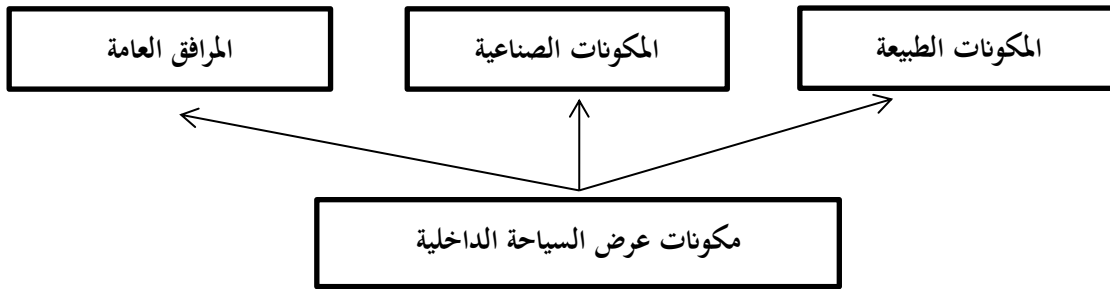 المكونات الطبيعة
المكونات الصناعية
المرافق العامة
مكونات عرض السياحة الداخلية